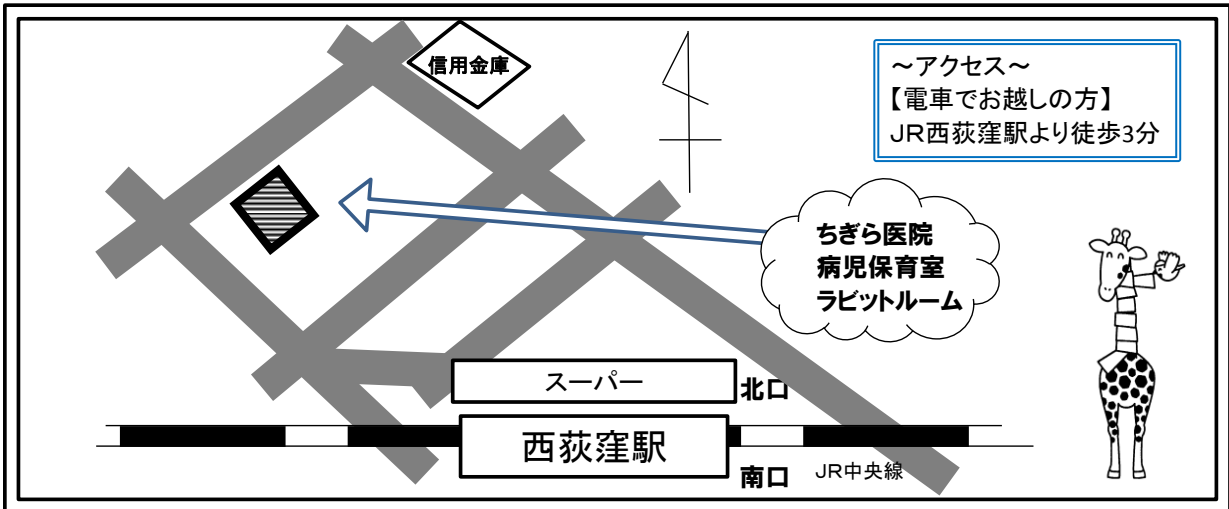 信用金庫
～アクセス～
【電車でお越しの方】
JR西荻窪駅より徒歩3分
ちぎら医院
病児保育室
ラビットルーム
スーパー
北口
西荻窪駅
南口
JR中央線